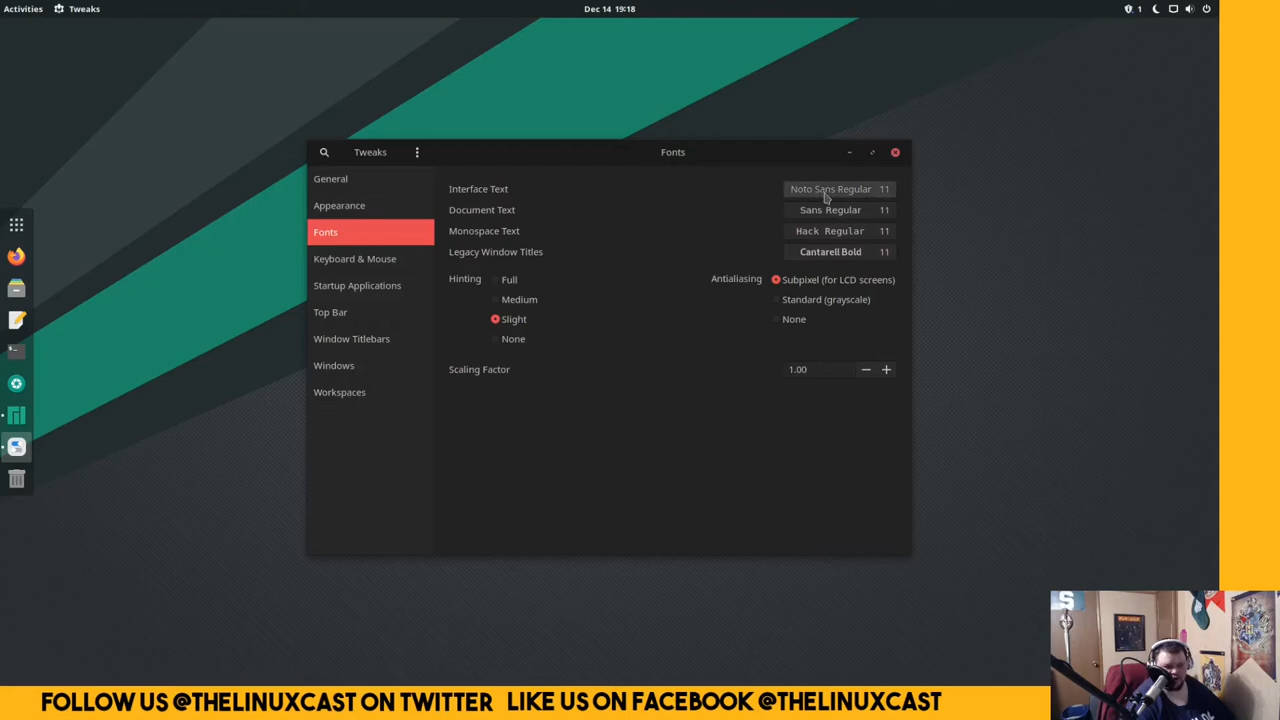 Activities Tweaks Dec 14 19:18 1
Tweaks Fonts
General
Appearance
Fonts
Keyboard & Mouse
Startup Applications
Top Bar
Window Titlebars
Windows
Workspaces
Interface Text Noto Sans Regular 11
Document Text Sans Regular 11
Monospace Text Hack Regular 11
Legacy Window Titles Cantarell Bold 11
Hinting Full
Medium
Slight
None
Antialiasing Subpixel (for LCD screens)
Standard (grayscale)
None
Scaling Factor 1.00
FOLLOW US @THELINUXCAST ON TWITTER LIKE US ON FACEBOOK @THELINUXCAST